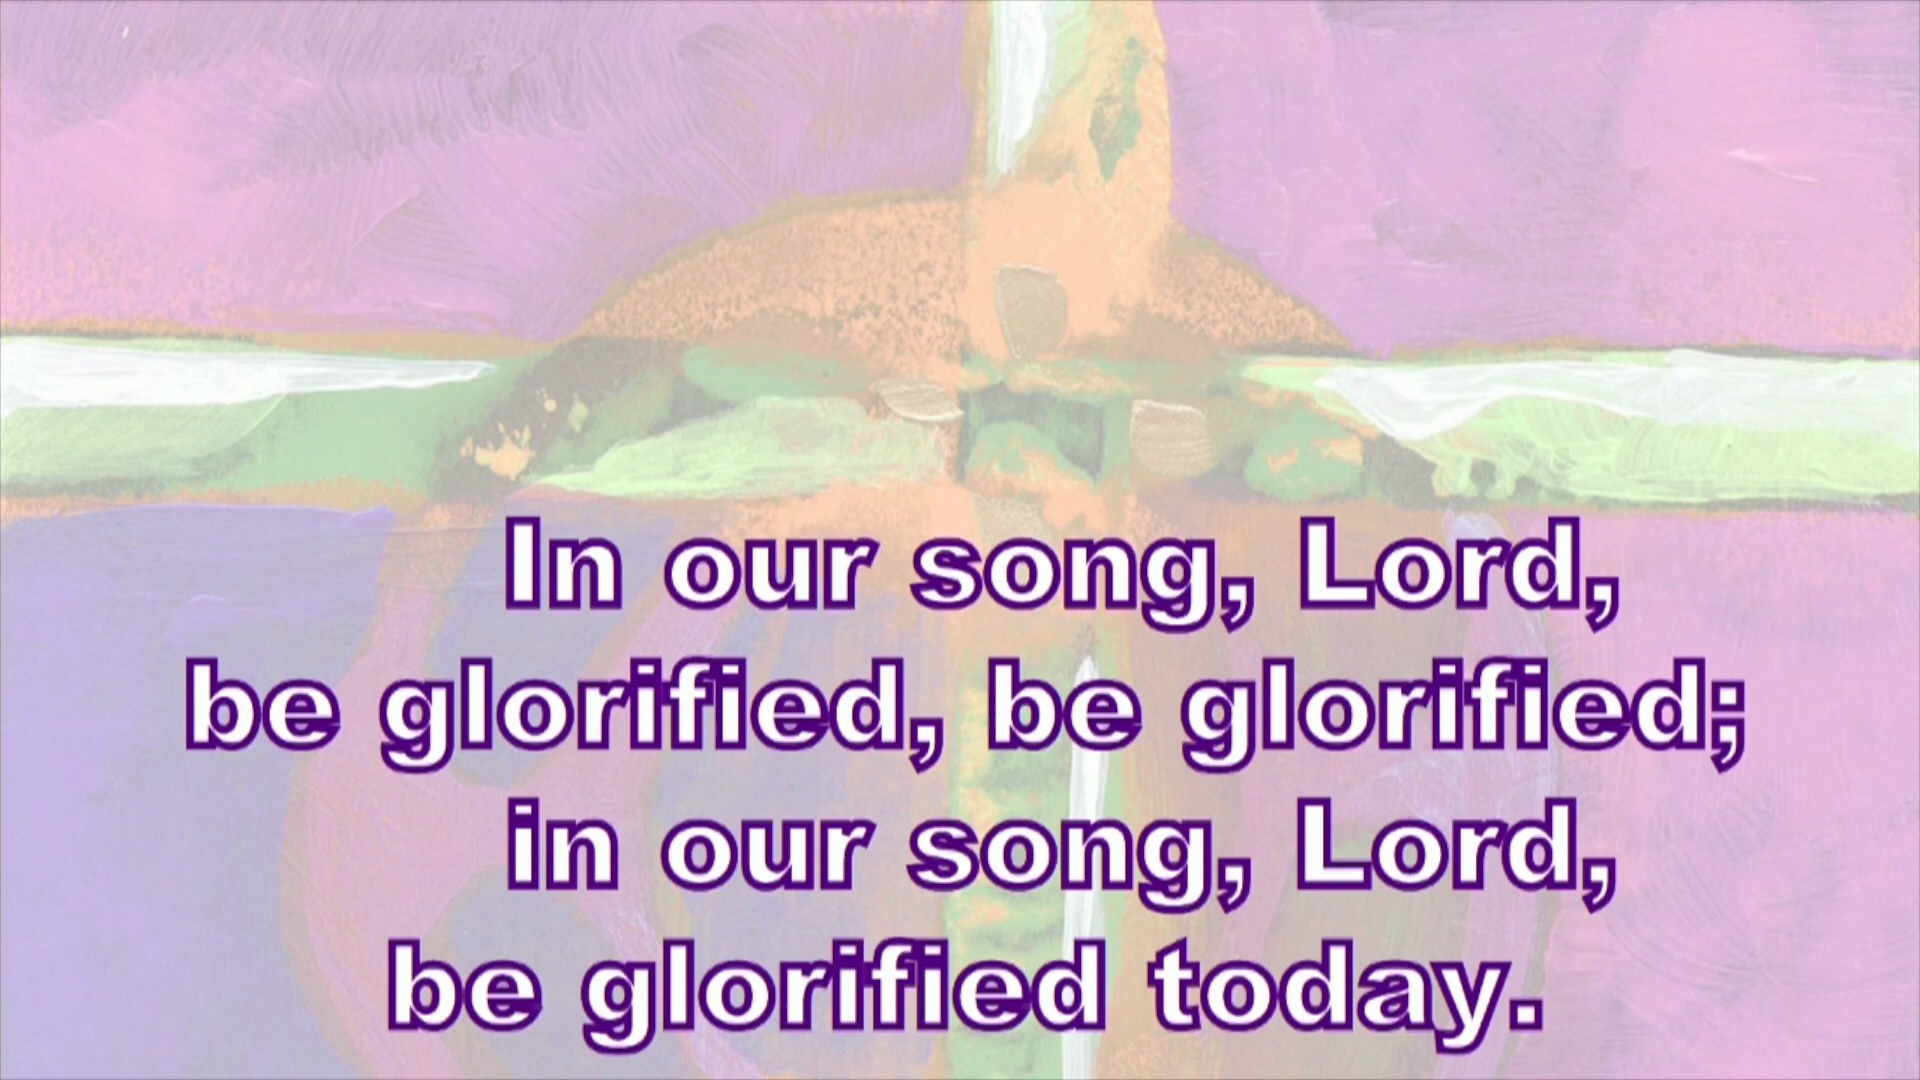 In our song, Lord,
be glorified, be glorified;
in our song, Lord,
be glorified today.